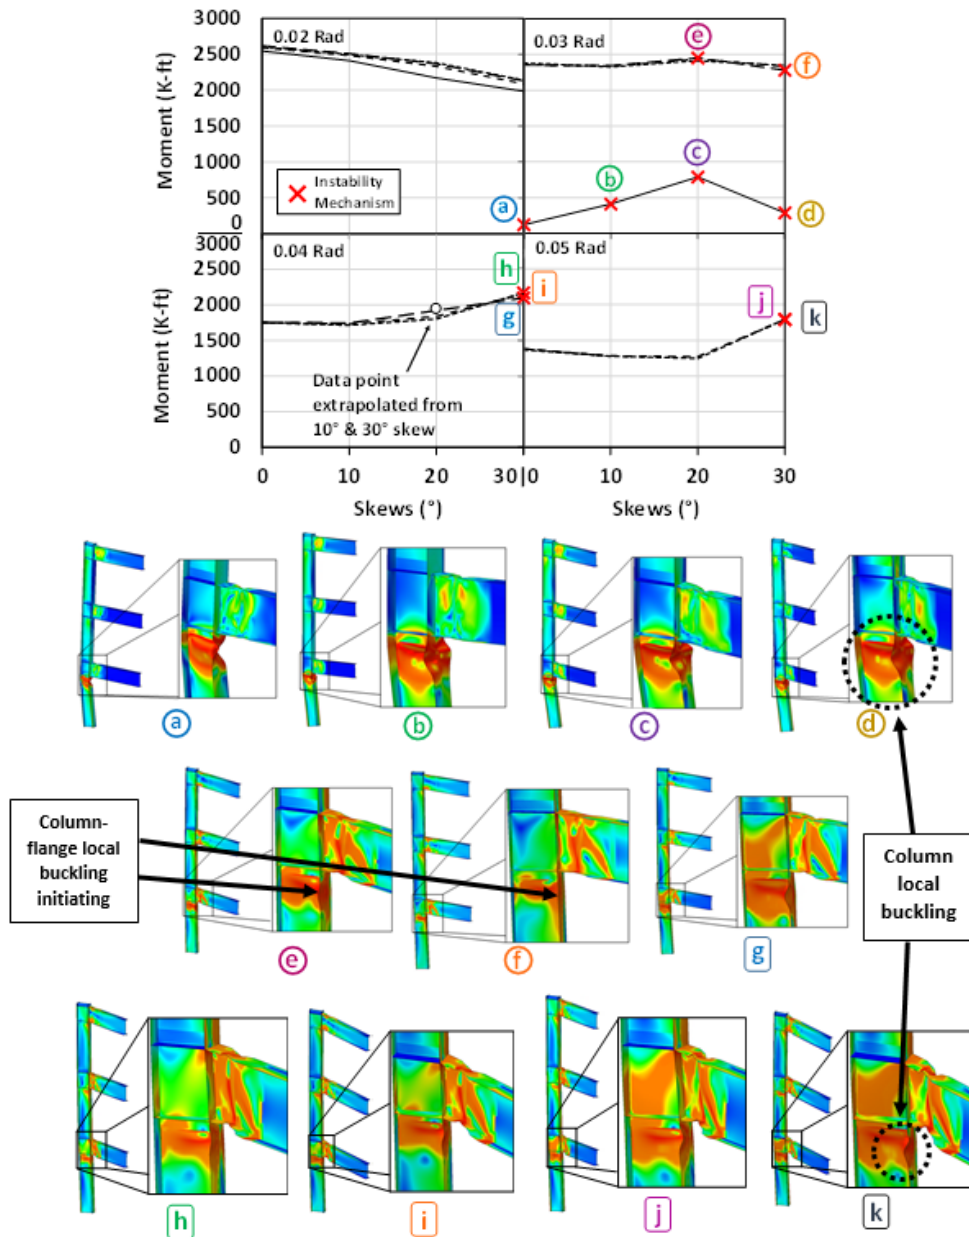 3000
2500
2000
1500
1000
500
0
Moment (K-ft)
0.02 Rad
Instability
Mechanism
0.03 Rad
a
b
c
d
e
f
3000
2500
2000
1500
1000
500
0
Moment (K-ft)
0.04 Rad
Data point
extrapolated from
10° & 30° skew
0.05 Rad
g
h
i
j
k
0 10 20 30 0 10 20 30
Skews (°) Skews (°)
a b c d
Column-
flange local
buckling
initiating
e f g
Column
local
buckling
h i j k